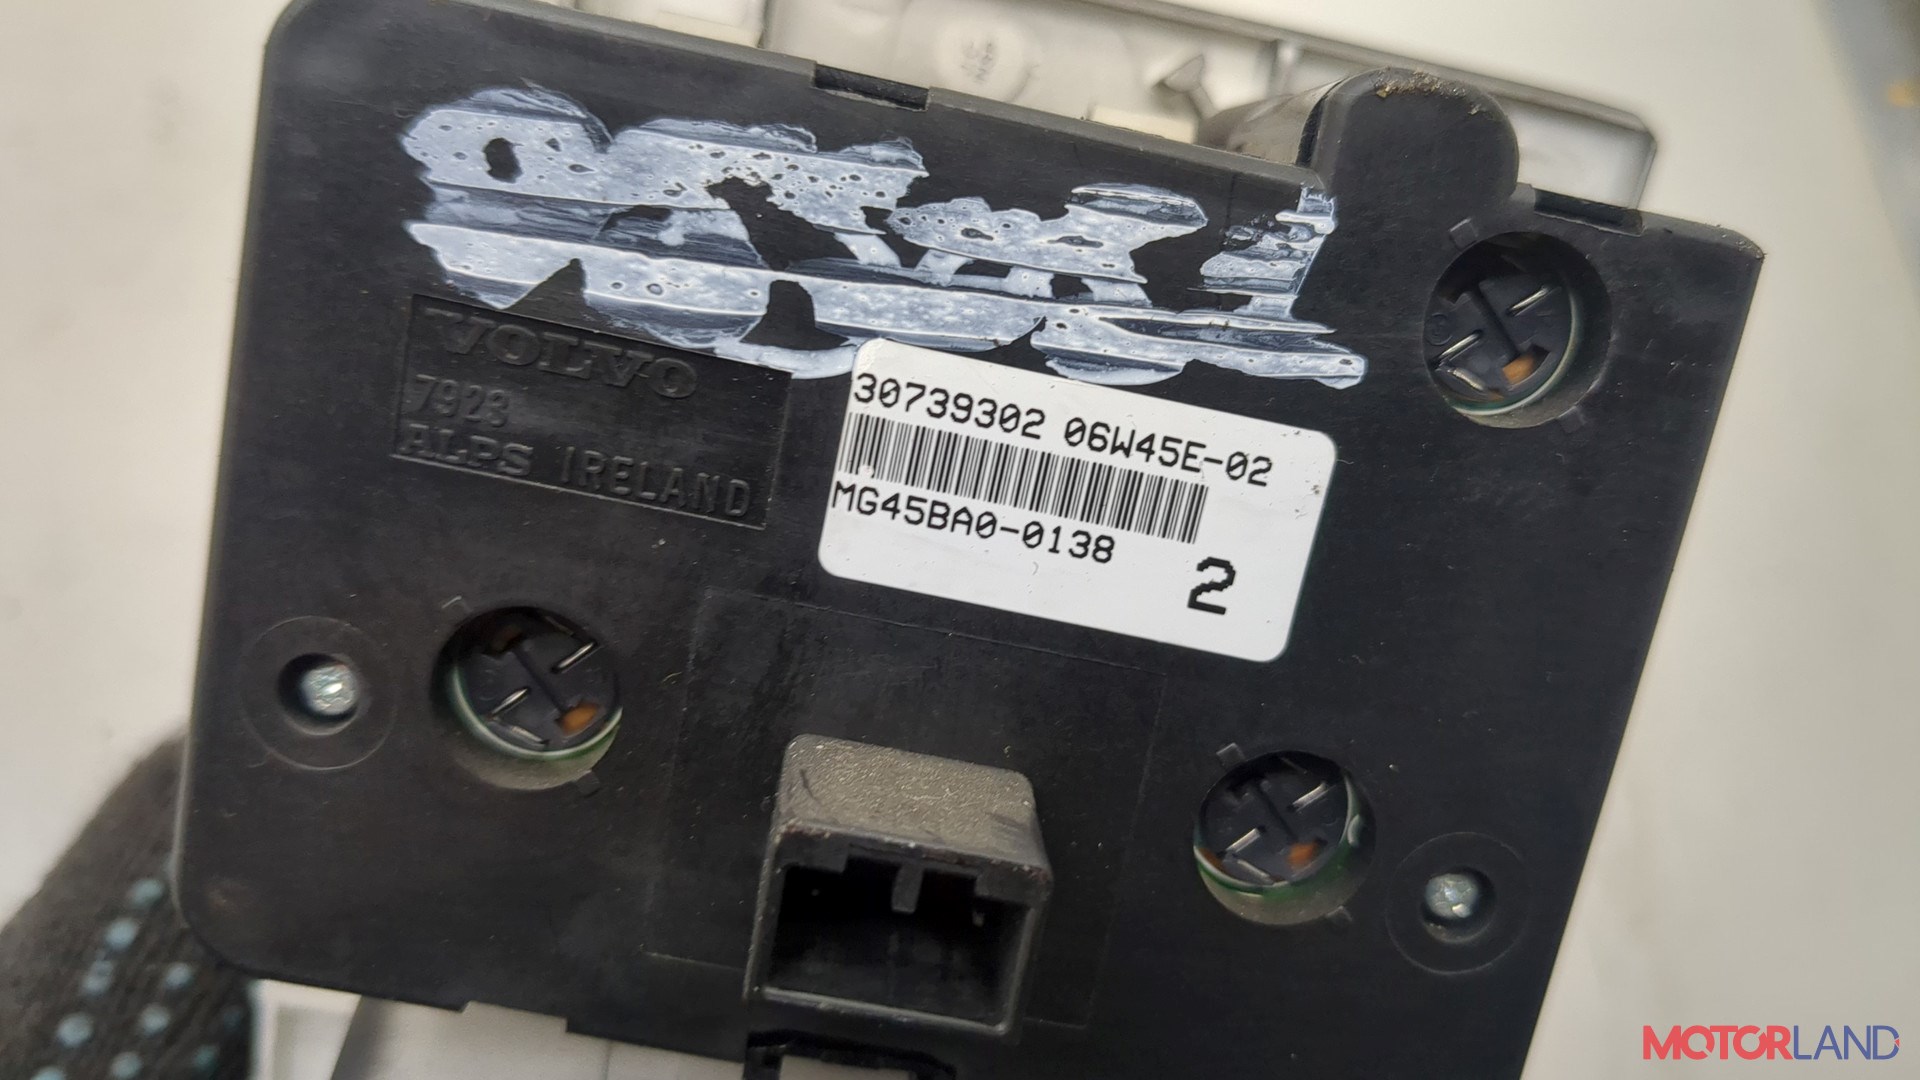 VOLVO
7923
ALPS IRELAND
30739302 06W45E-02
MG45BA0-0138
2
MOTORLAND